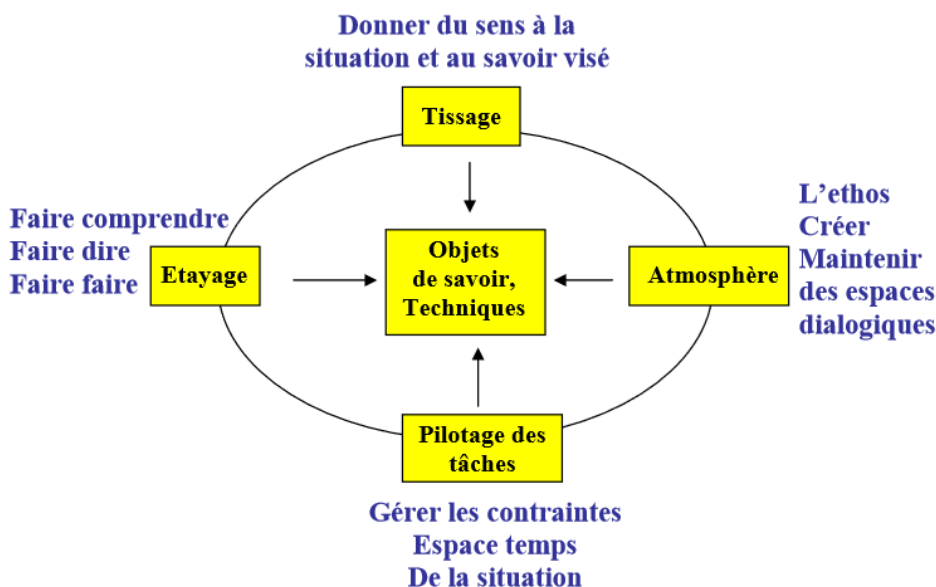 Donner du sens à la
situation et au savoir visé
Tissage
Faire comprendre
Faire dire
Faire faire
Etayage
Objets
de savoir,
Techniques
Atmosphère
L'ethos
Créer
Maintenir
des espaces
dialogiques
Pilotage des
tâches
Gérer les contraintes
Espace temps
De la situation